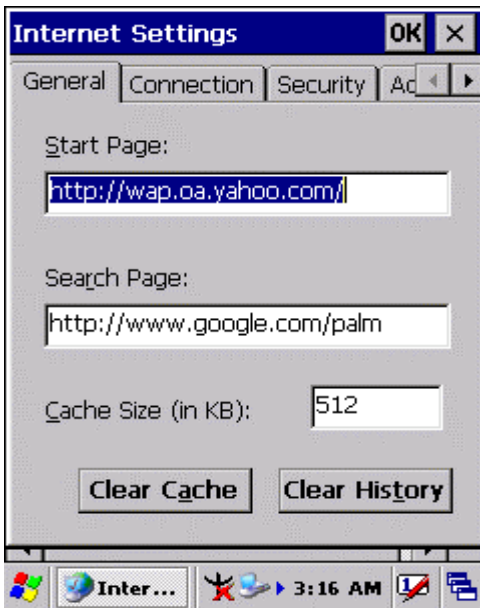 Internet Settings OK ×
General Connection Security Ad
Start Page:
http://wap.oa.yahoo.com/
Search Page:
http://www.google.com/palm
Cache Size (in KB): 512
Clear Cache Clear History
Inter... 3:16 AM